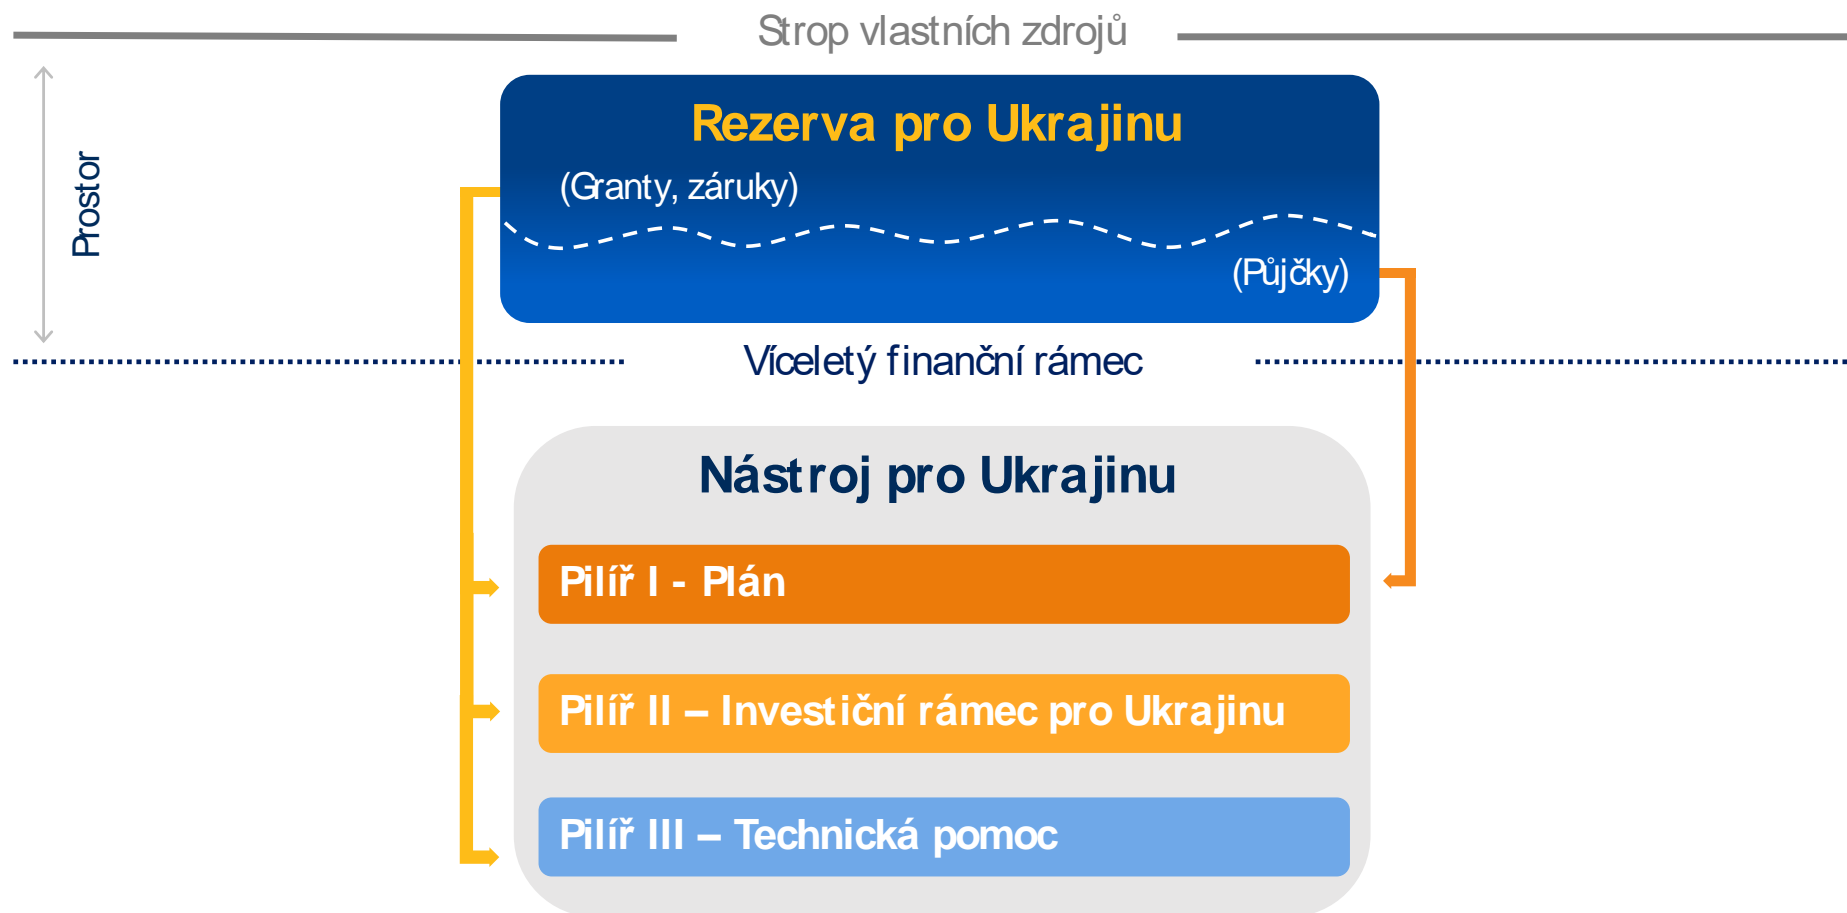 Strop vlastních zdrojů
Prostor
Rezerva pro Ukrajinu
(Granty, záruky)
(Půjčky)
Víceletý finanční rámec
Nástroj pro Ukrajinu
Pilíř I - Plán
Pilíř II – Investiční rámec pro Ukrajinu
Pilíř III – Technická pomoc